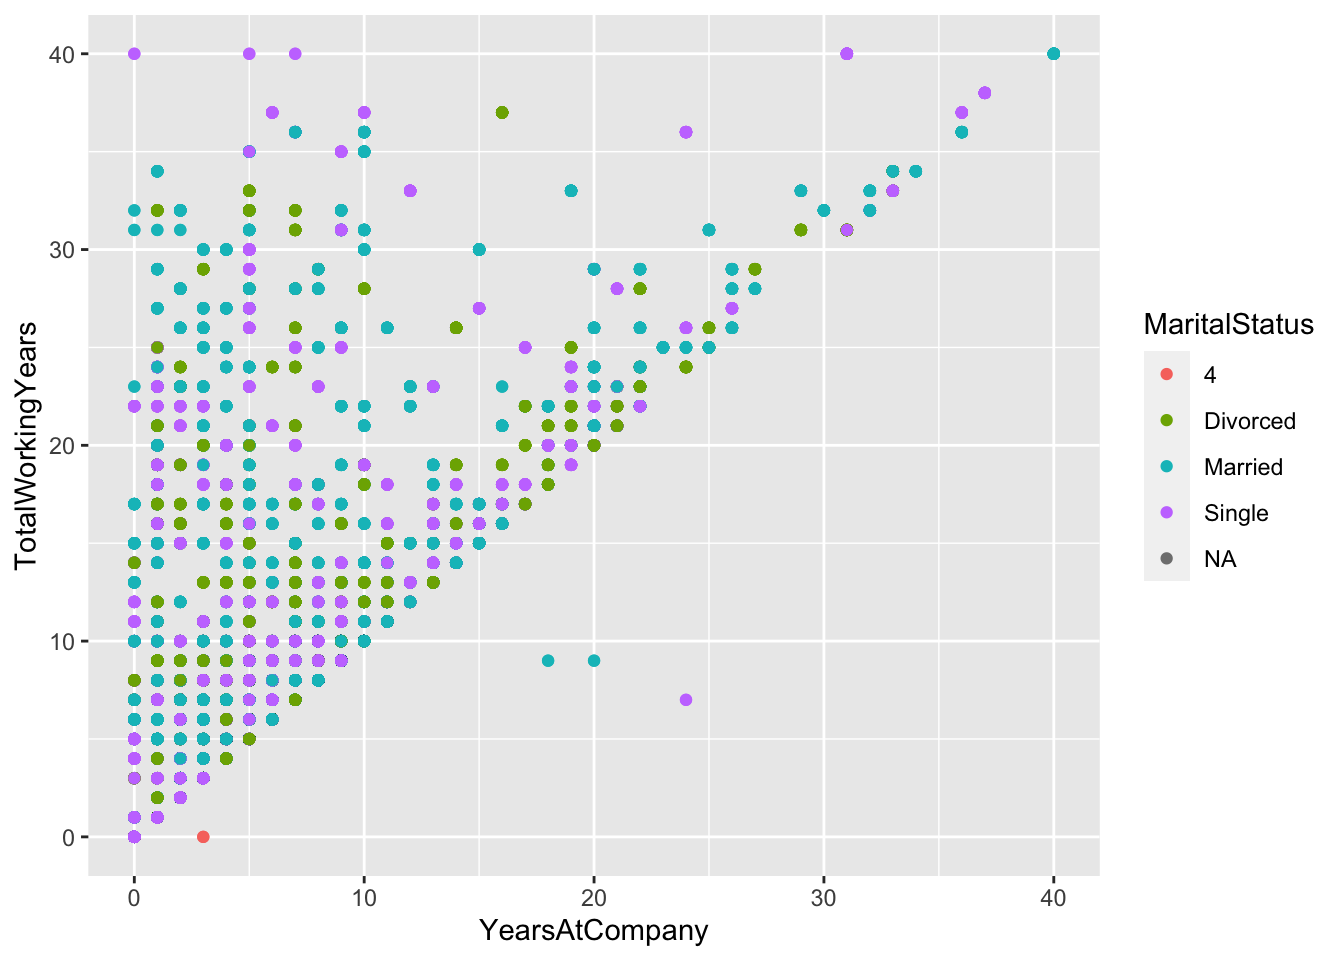 40
30
20
10
0
TotalWorkingYears
0 10 20 30 40
YearsAtCompany
MaritalStatus
4
Divorced
Married
Single
NA